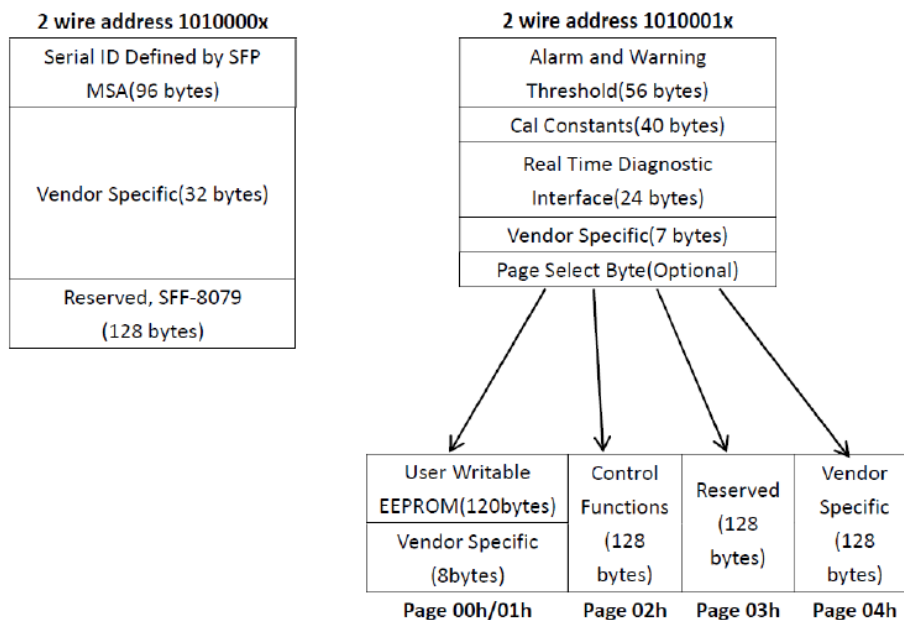 2 wire address 1010000x
Serial ID Defined by SFP
MSA(96 bytes)
Vendor Specific(32 bytes)
Reserved, SFF-8079
(128 bytes)
2 wire address 1010001x
Alarm and Warning
Threshold(56 bytes)
Cal Constants(40 bytes)
Real Time Diagnostic
Interface(24 bytes)
Vendor Specific(7 bytes)
Page Select Byte(Optional)
User Writable
EEPROM(120bytes)
Vendor Specific
(8bytes)
Page 00h/01h
Control
Functions
(128
bytes)
Page 02h
Reserved
(128
bytes)
Page 03h
Vendor
Specific
(128
bytes)
Page 04h